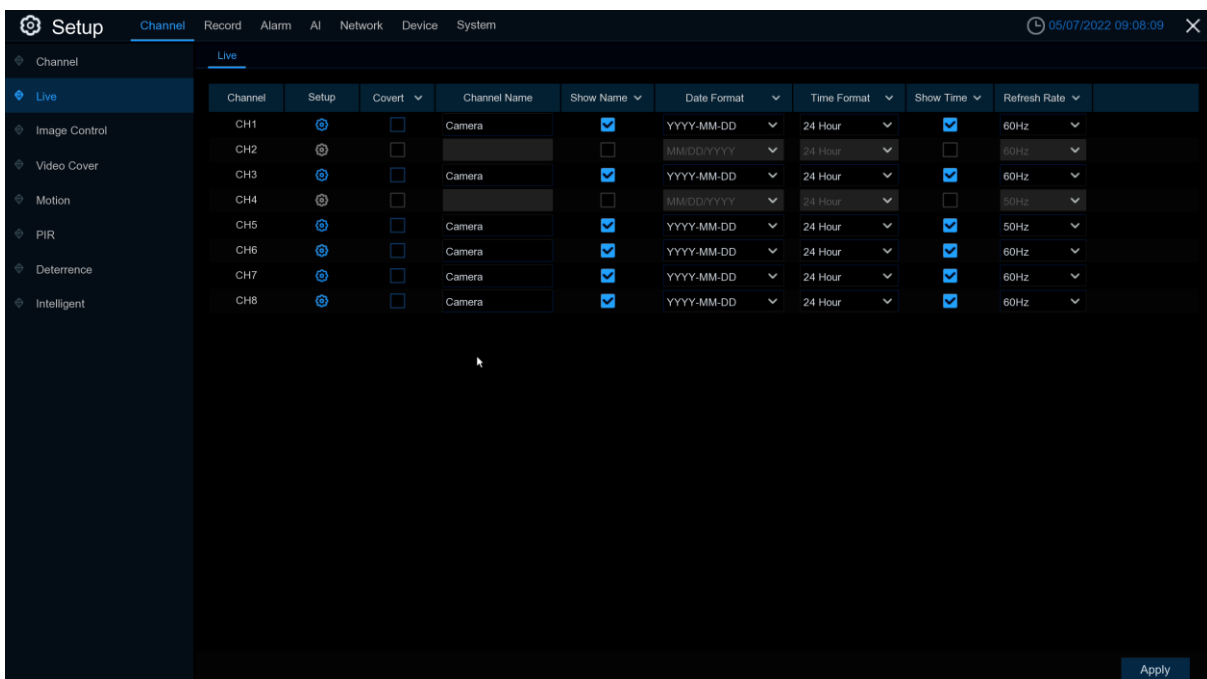 Setup Channel Record Alarm AI Network Device System 05/07/2022 09:08:09
Channel
Live
Image Control
Video Cover
Motion
PIR
Deterrence
Intelligent
Live
Channel Setup Covert Channel Name Show Name Date Format Time Format Show Time Refresh Rate
CH1 Camera YYYY-MM-DD 24 Hour 60Hz
CH2 MM/DD/YYYY 24 Hour 60Hz
CH3 Camera YYYY-MM-DD 24 Hour 60Hz
CH4 MM/DD/YYYY 24 Hour 50Hz
CH5 Camera YYYY-MM-DD 24 Hour 50Hz
CH6 Camera YYYY-MM-DD 24 Hour 60Hz
CH7 Camera YYYY-MM-DD 24 Hour 60Hz
CH8 Camera YYYY-MM-DD 24 Hour 60Hz
Apply